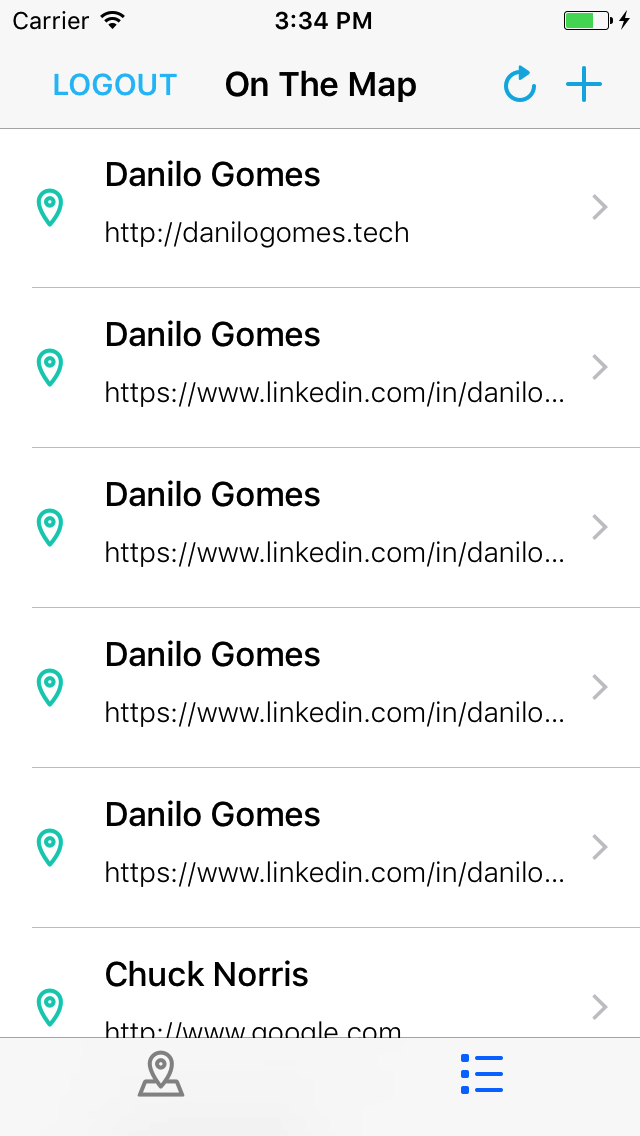 Carrier 3:34 PM
LOGOUT On The Map
Danilo Gomes
http://danilogomes.tech
Danilo Gomes
https://www.linkedin.com/in/danilo...
Danilo Gomes
https://www.linkedin.com/in/danilo...
Danilo Gomes
https://www.linkedin.com/in/danilo...
Danilo Gomes
https://www.linkedin.com/in/danilo...
Chuck Norris
http://www.google.com